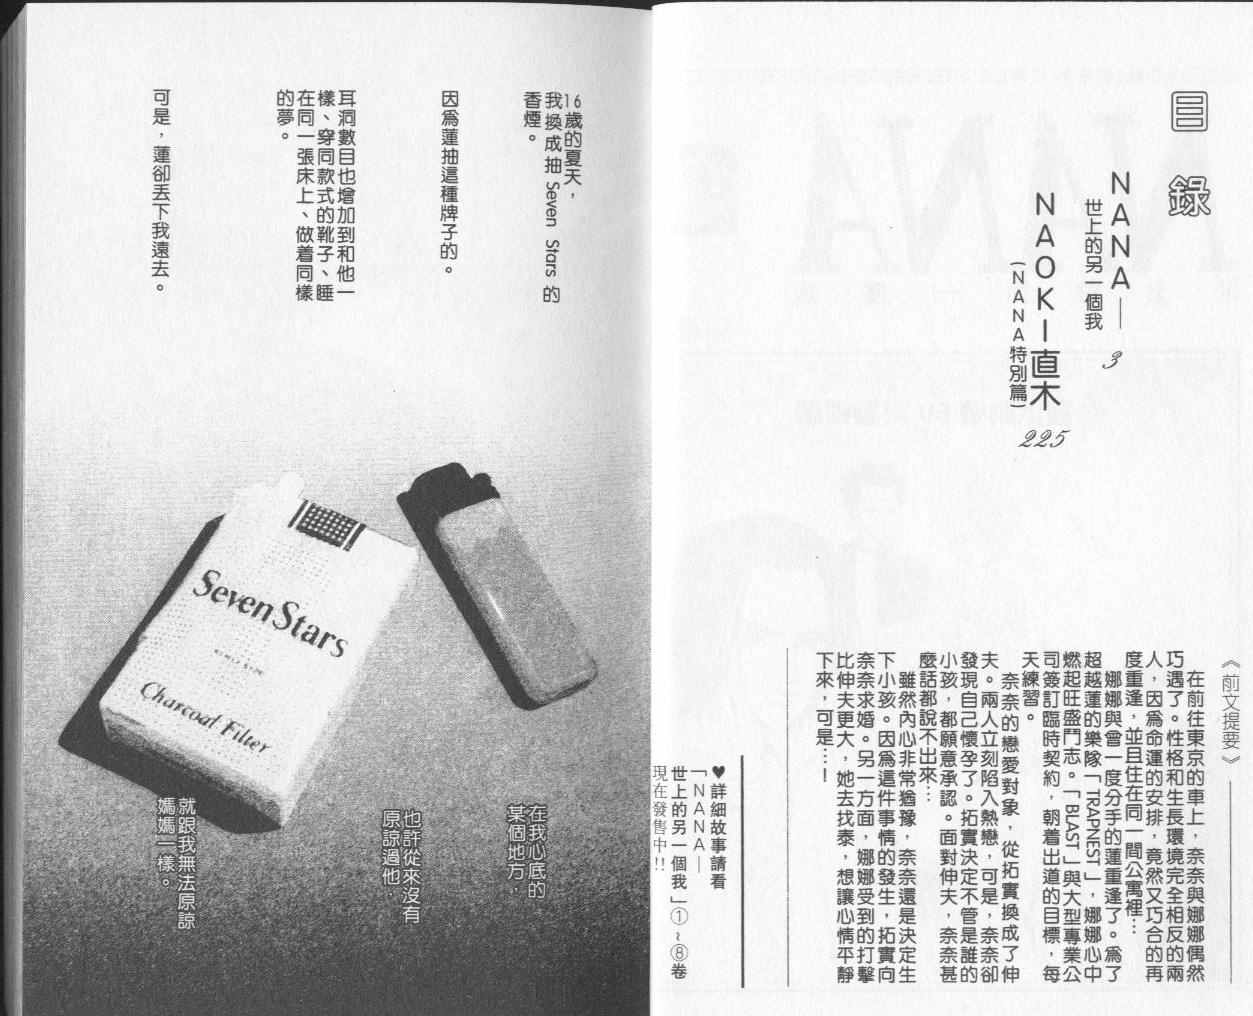 目錄
NANA—
世上的另一個我
3
NAOKI直木
（NANA特別篇）
225
《前文提要》
在前往東京的車上，奈奈與娜娜偶然
巧遇了。性格和生長環境完全相反的兩
人，因爲命運的安排，竟然又巧合的再
度重逢，並且住在同一間公寓裡…
娜娜與曾一度分手的蓮重逢了。爲了
超越蓮的樂隊「TRAPNEST」，娜娜心中
燃起旺盛鬥志。「BLAST」與大型專業公
司簽訂臨時契約，朝着出道的目標，每
天練習。
奈奈的戀愛對象，從拓實換成了伸
夫。兩人立刻陷入熱戀，可是，奈奈卻
發現自己懷孕了。拓實決定不管是誰的
小孩，都願意承認。面對伸夫，奈奈甚
麼話都說不出來…
雖然內心非常猶豫，奈奈還是決定生
下小孩。因爲這件事情的發生，拓實向
奈奈求婚。另一方面，娜娜受到的打擊
比伸夫更大，她去找泰，想讓心情平靜
下來，可是…！
♥詳細故事請看
「NANA—
世上的另一個我」①~⑧卷
現在發售中!!
16歲的夏天，
我換成抽 Seven Stars 的
香煙。
因爲蓮抽這種牌子的。
耳洞數目也增加到和他一
樣、穿同款式的靴子、睡
在同一張床上、做着同樣
的夢。
可是，蓮卻丟下我遠去。
Seven Stars
Charcoal Filter
在我心底的
某個地方，
也許從來沒有
原諒過他
就跟我無法原諒
媽媽一樣。